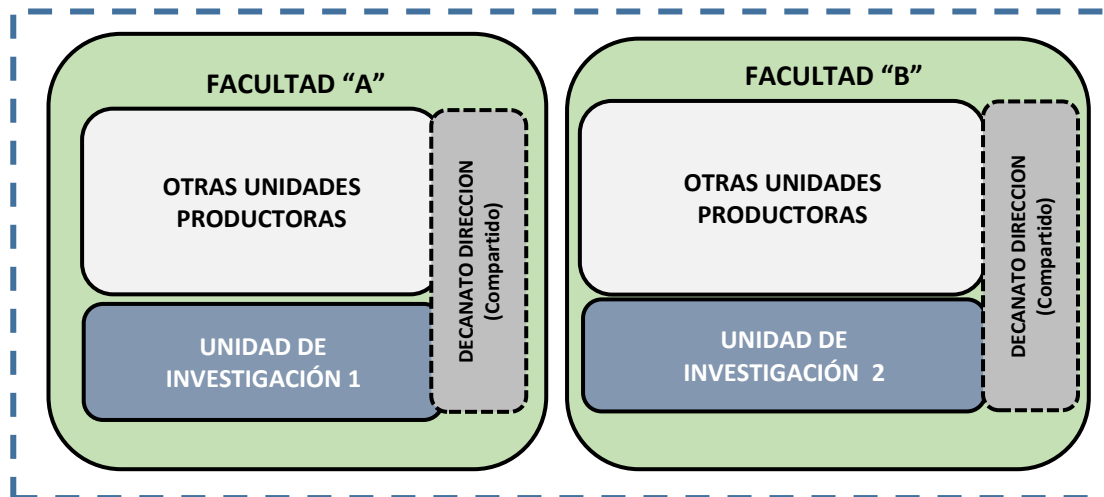 FACULTAD “A”
OTRAS UNIDADES
PRODUCTORAS
DECANATO DIRECCION
(Compartido)
UNIDAD DE
INVESTIGACIÓN 1
FACULTAD “B”
OTRAS UNIDADES
PRODUCTORAS
DECANATO DIRECCION
(Compartido)
UNIDAD DE
INVESTIGACIÓN 2